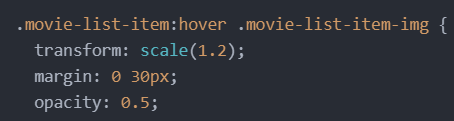 .movie-list-item:hover .movie-list-item-img {
  transform: scale(1.2);
  margin: 0 30px;
  opacity: 0.5;